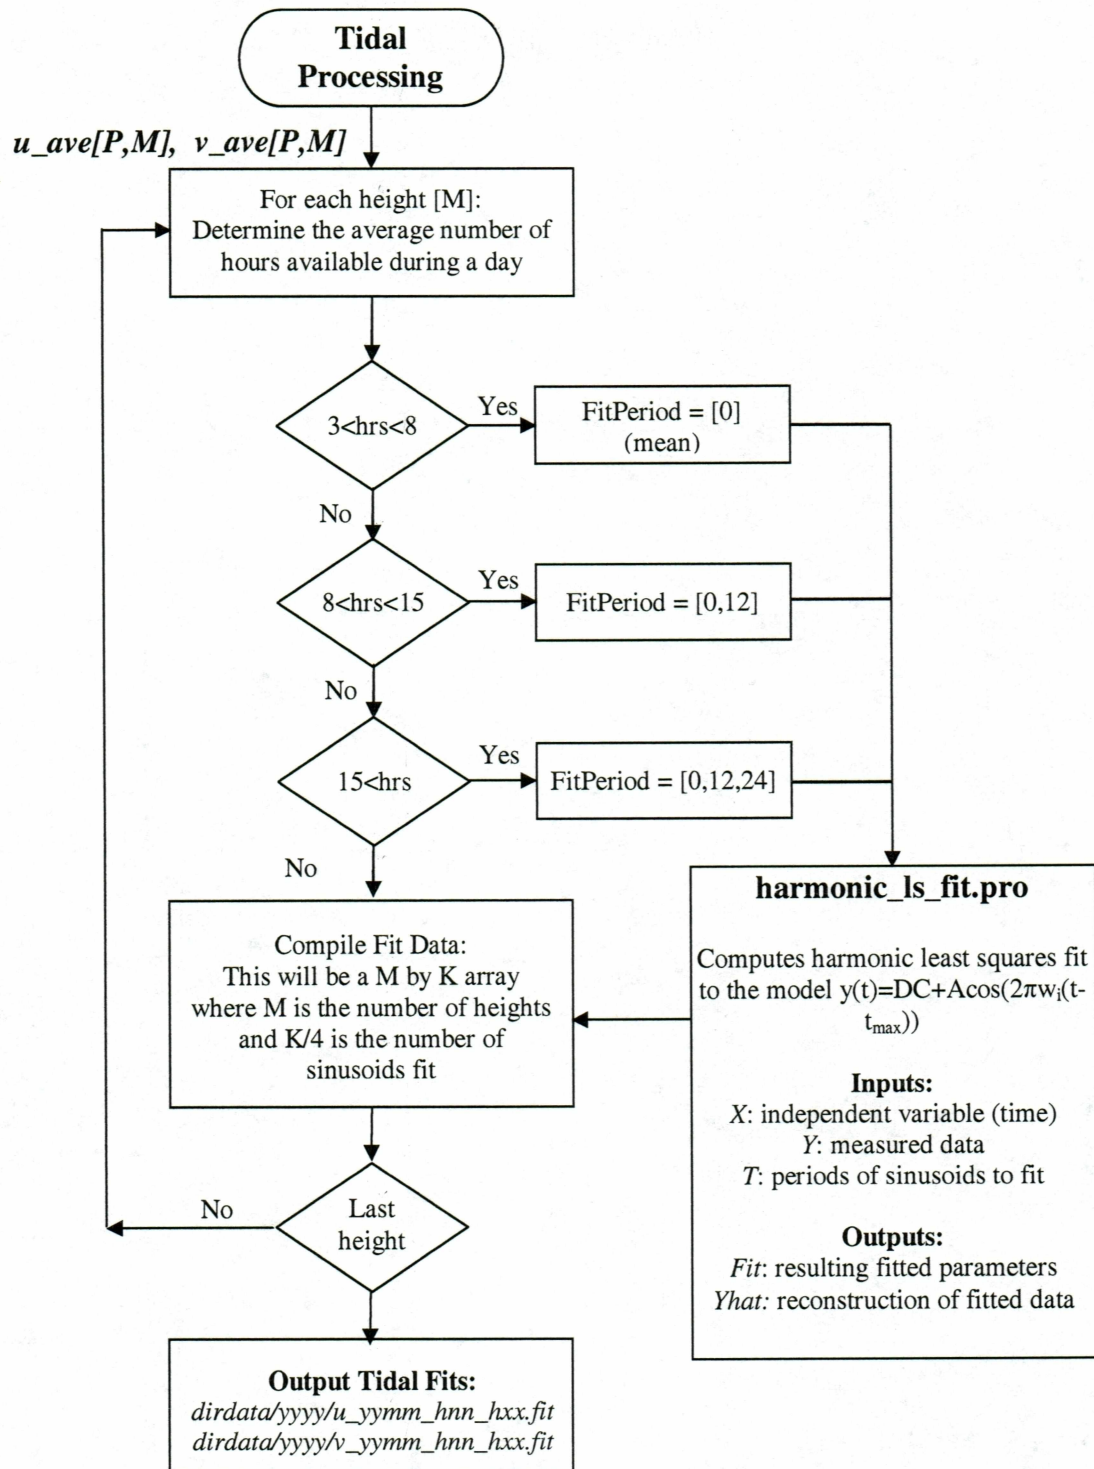 Tidal
Processing
u_ave[P,M], v_ave[P,M]
For each height [M]:
Determine the average number of
hours available during a day
3<hrs<8
Yes
FitPeriod = [0]
(mean)
No
8<hrs<15
Yes
FitPeriod = [0,12]
No
15<hrs
Yes
FitPeriod = [0,12,24]
No
harmonic_ls_fit.pro
Computes harmonic least squares fit
to the model y(t)=DC+Acos(2πwi(t-
tmax))
Inputs:
X: independent variable (time)
Y: measured data
T: periods of sinusoids to fit
Outputs:
Fit: resulting fitted parameters
Yhat: reconstruction of fitted data
Compile Fit Data:
This will be a M by K array
where M is the number of heights
and K/4 is the number of
sinusoids fit
Last
height
No
Output Tidal Fits:
dirdata/yyyy/u_yymm_hnn_hxx.fit
dirdata/yyyy/v_yymm_hnn_hxx.fit